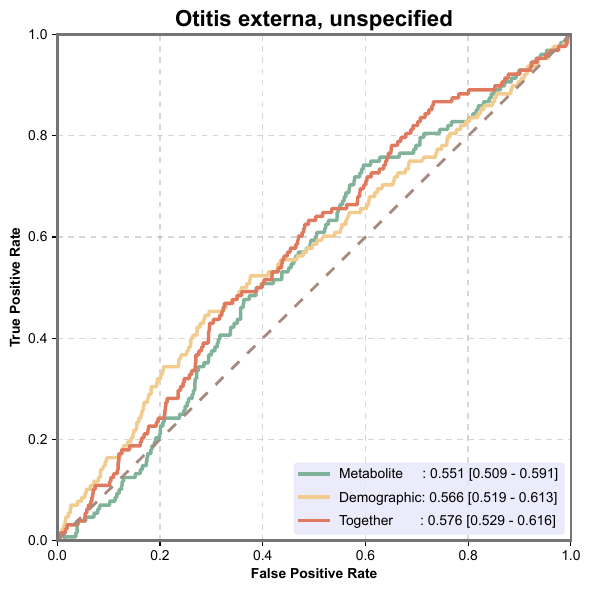 Otitis externa, unspecified
True Positive Rate
1.0
0.8
0.6
0.4
0.2
0.0
Metabolite : 0.551 [0.509 - 0.591]
Demographic: 0.566 [0.519 - 0.613]
Together : 0.576 [0.529 - 0.616]
0.0 0.2 0.4 0.6 0.8 1.0
False Positive Rate